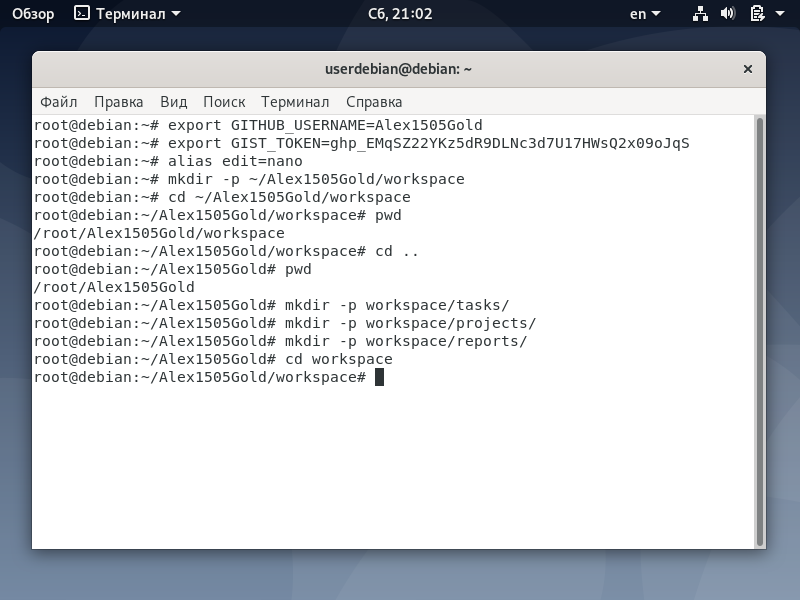 Обзор Терминал Сб, 21:02 en
userdebian@debian: ~ ×
Файл Правка Вид Поиск Терминал Справка
root@debian:~# export GITHUB_USERNAME=Alex1505Gold
root@debian:~# export GIST_TOKEN=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
root@debian:~# alias edit=nano
root@debian:~# mkdir -p ~/Alex1505Gold/workspace
root@debian:~# cd ~/Alex1505Gold/workspace
root@debian:~/Alex1505Gold/workspace# pwd
/root/Alex1505Gold/workspace
root@debian:~/Alex1505Gold/workspace# cd ..
root@debian:~/Alex1505Gold# pwd
/root/Alex1505Gold
root@debian:~/Alex1505Gold# mkdir -p workspace/tasks/
root@debian:~/Alex1505Gold# mkdir -p workspace/projects/
root@debian:~/Alex1505Gold# mkdir -p workspace/reports/
root@debian:~/Alex1505Gold# cd workspace
root@debian:~/Alex1505Gold/workspace#